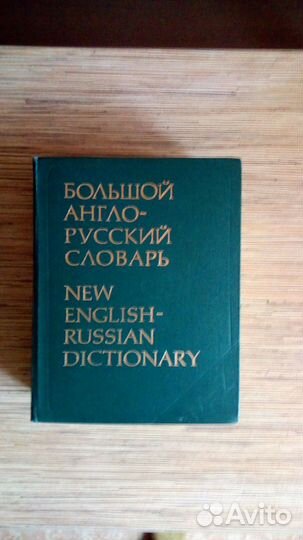 БОЛЬШОЙ
АНГЛО-
РУССКИЙ
СЛОВАРЬ
NEW
ENGLISH-
RUSSIAN
DICTIONARY
Avito